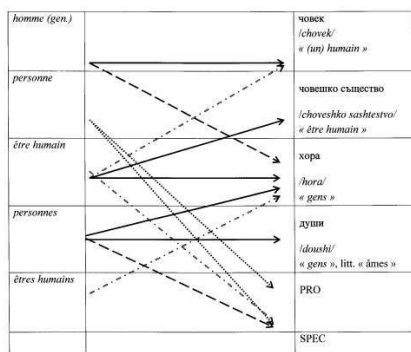 homme (gen.)
човек
/chovek/
« (un) humain »
personne
човешко същество
/choveshko sashtestvo/
« être humain »
être humain
хора
/hora/
« gens »
personnes
души
/doushi/
« gens », litt. « âmes »
êtres humains
PRO
SPEC